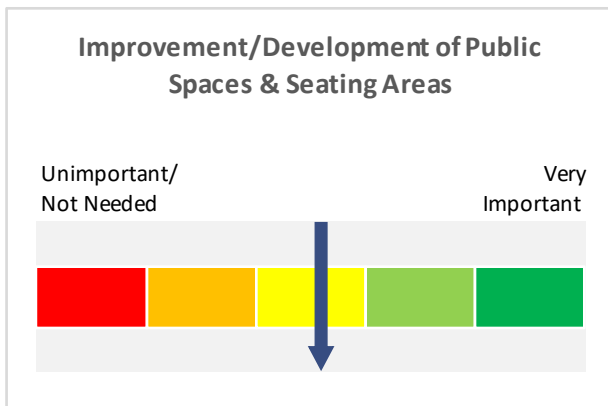 Improvement/Development of Public
Spaces & Seating Areas
Unimportant/
Not Needed
Very
Important